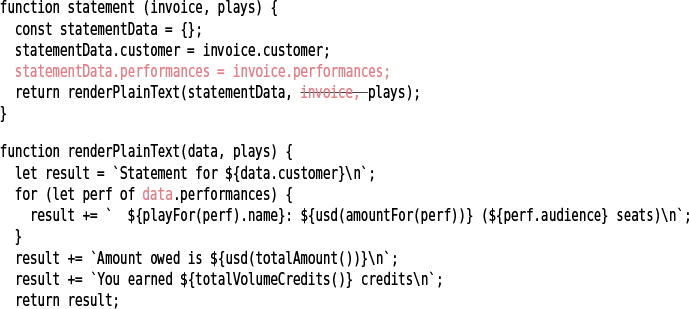 function statement (invoice, plays) {
  const statementData = {};
  statementData.customer = invoice.customer;
  statementData.performances = invoice.performances;
  return renderPlainText(statementData, invoice, plays);
}

function renderPlainText(data, plays) {
  let result = `Statement for ${data.customer}\n`;
  for (let perf of data.performances) {
    result += `  ${playFor(perf).name}: ${usd(amountFor(perf))} (${perf.audience} seats)\n`;
  }
  result += `Amount owed is ${usd(totalAmount())}\n`;
  result += `You earned ${totalVolumeCredits()} credits\n`;
  return result;